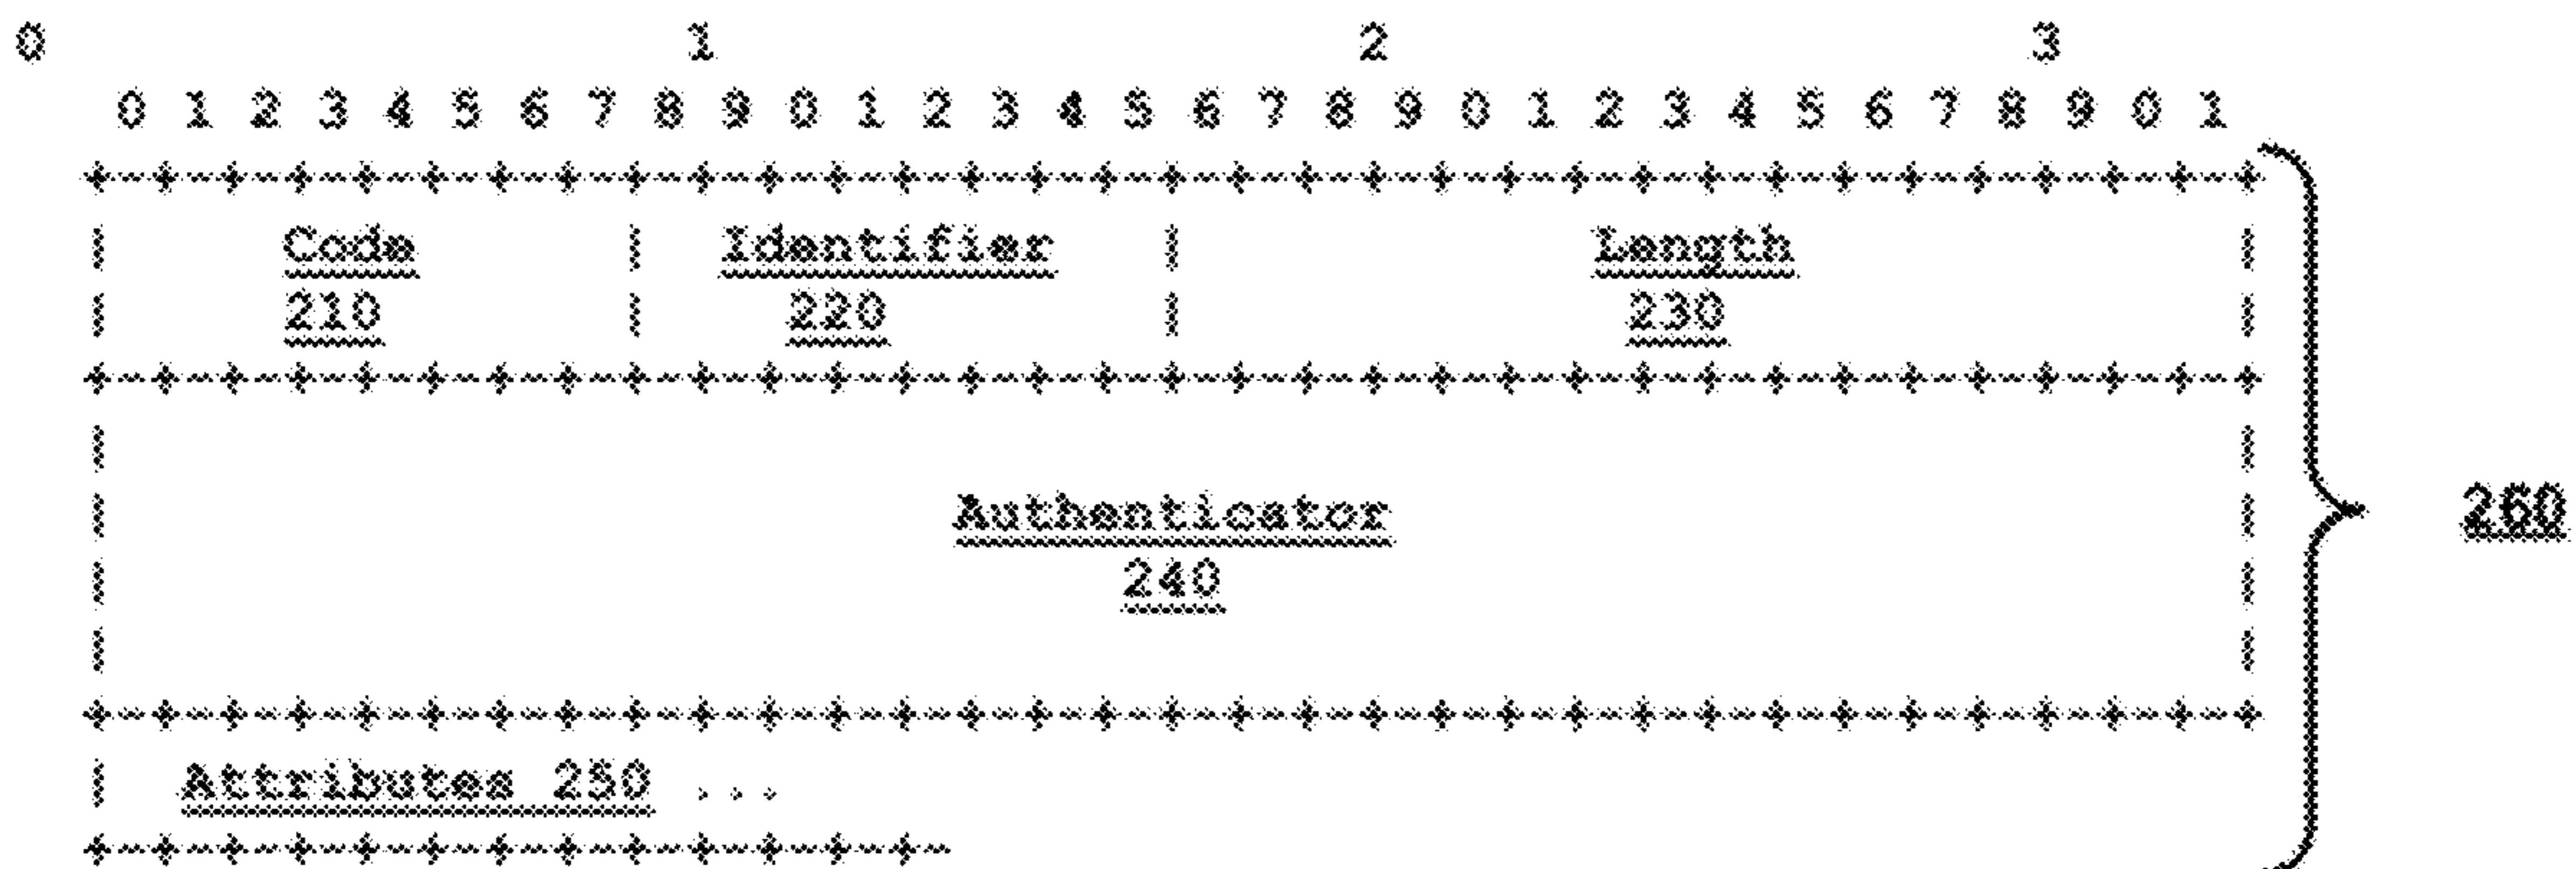 0 1 2 3
0 1 2 3 4 5 6 7 8 9 0 1 2 3 4 5 6 7 8 9 0 1 2 3 4 5 6 7 8 9 0 1
+-+-+-+-+-+-+-+-+-+-+-+-+-+-+-+-+-+-+-+-+-+-+-+-+-+-+-+-+-+-+-+-+
| Code | Identifier | Length |
| 210 | 220 | 230 |
+-+-+-+-+-+-+-+-+-+-+-+-+-+-+-+-+-+-+-+-+-+-+-+-+-+-+-+-+-+-+-+-+
| |
| Authenticator | 260
| 240 |
| |
+-+-+-+-+-+-+-+-+-+-+-+-+-+-+-+-+-+-+-+-+-+-+-+-+-+-+-+-+-+-+-+-+
| Attributes 250 ...
+-+-+-+-+-+-+-+-+-+-+-+-+-